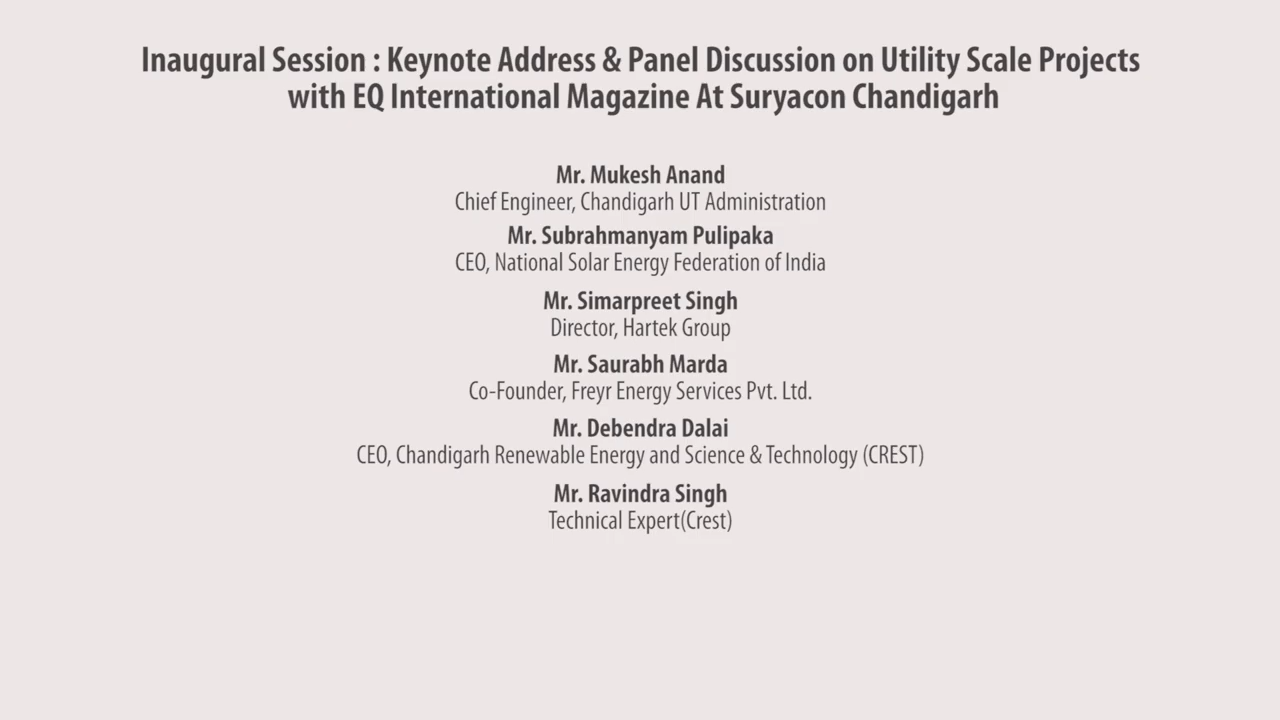 Inaugural Session : Keynote Address & Panel Discussion on Utility Scale Projects
with EQ International Magazine At Suryacon Chandigarh
Mr. Mukesh Anand
Chief Engineer, Chandigarh UT Administration
Mr. Subrahmanyam Pulipaka
CEO, National Solar Energy Federation of India
Mr. Simarpreet Singh
Director, Hartek Group
Mr. Saurabh Marda
Co-Founder, Freyr Energy Services Pvt. Ltd.
Mr. Debendra Dalai
CEO, Chandigarh Renewable Energy and Science & Technology (CREST)
Mr. Ravindra Singh
Technical Expert(Crest)